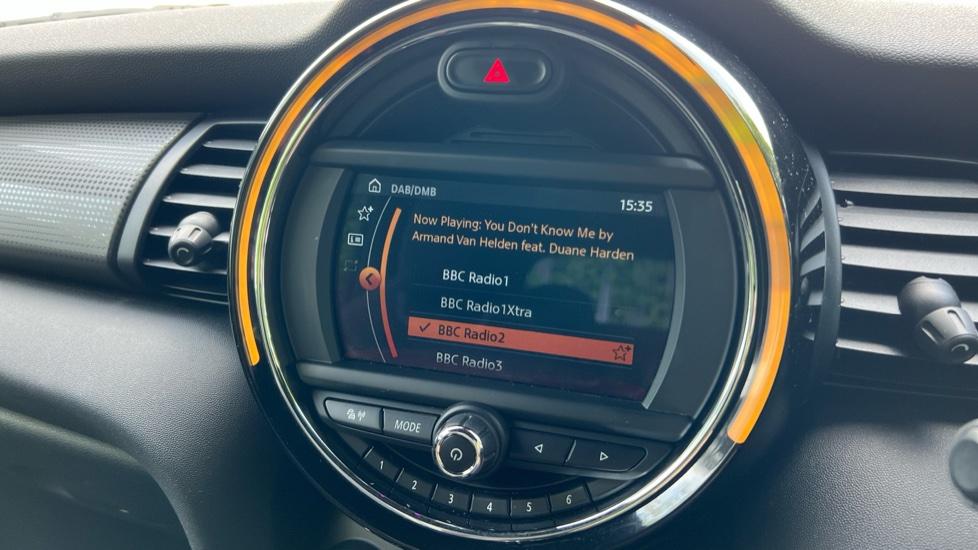 DAB/DMB
15:35
Now Playing: You Don't Know Me by
Armand Van Helden feat. Duane Harden
BBC Radio1
BBC Radio1Xtra
BBC Radio2
BBC Radio3
MODE
1 2 3 4 5 6